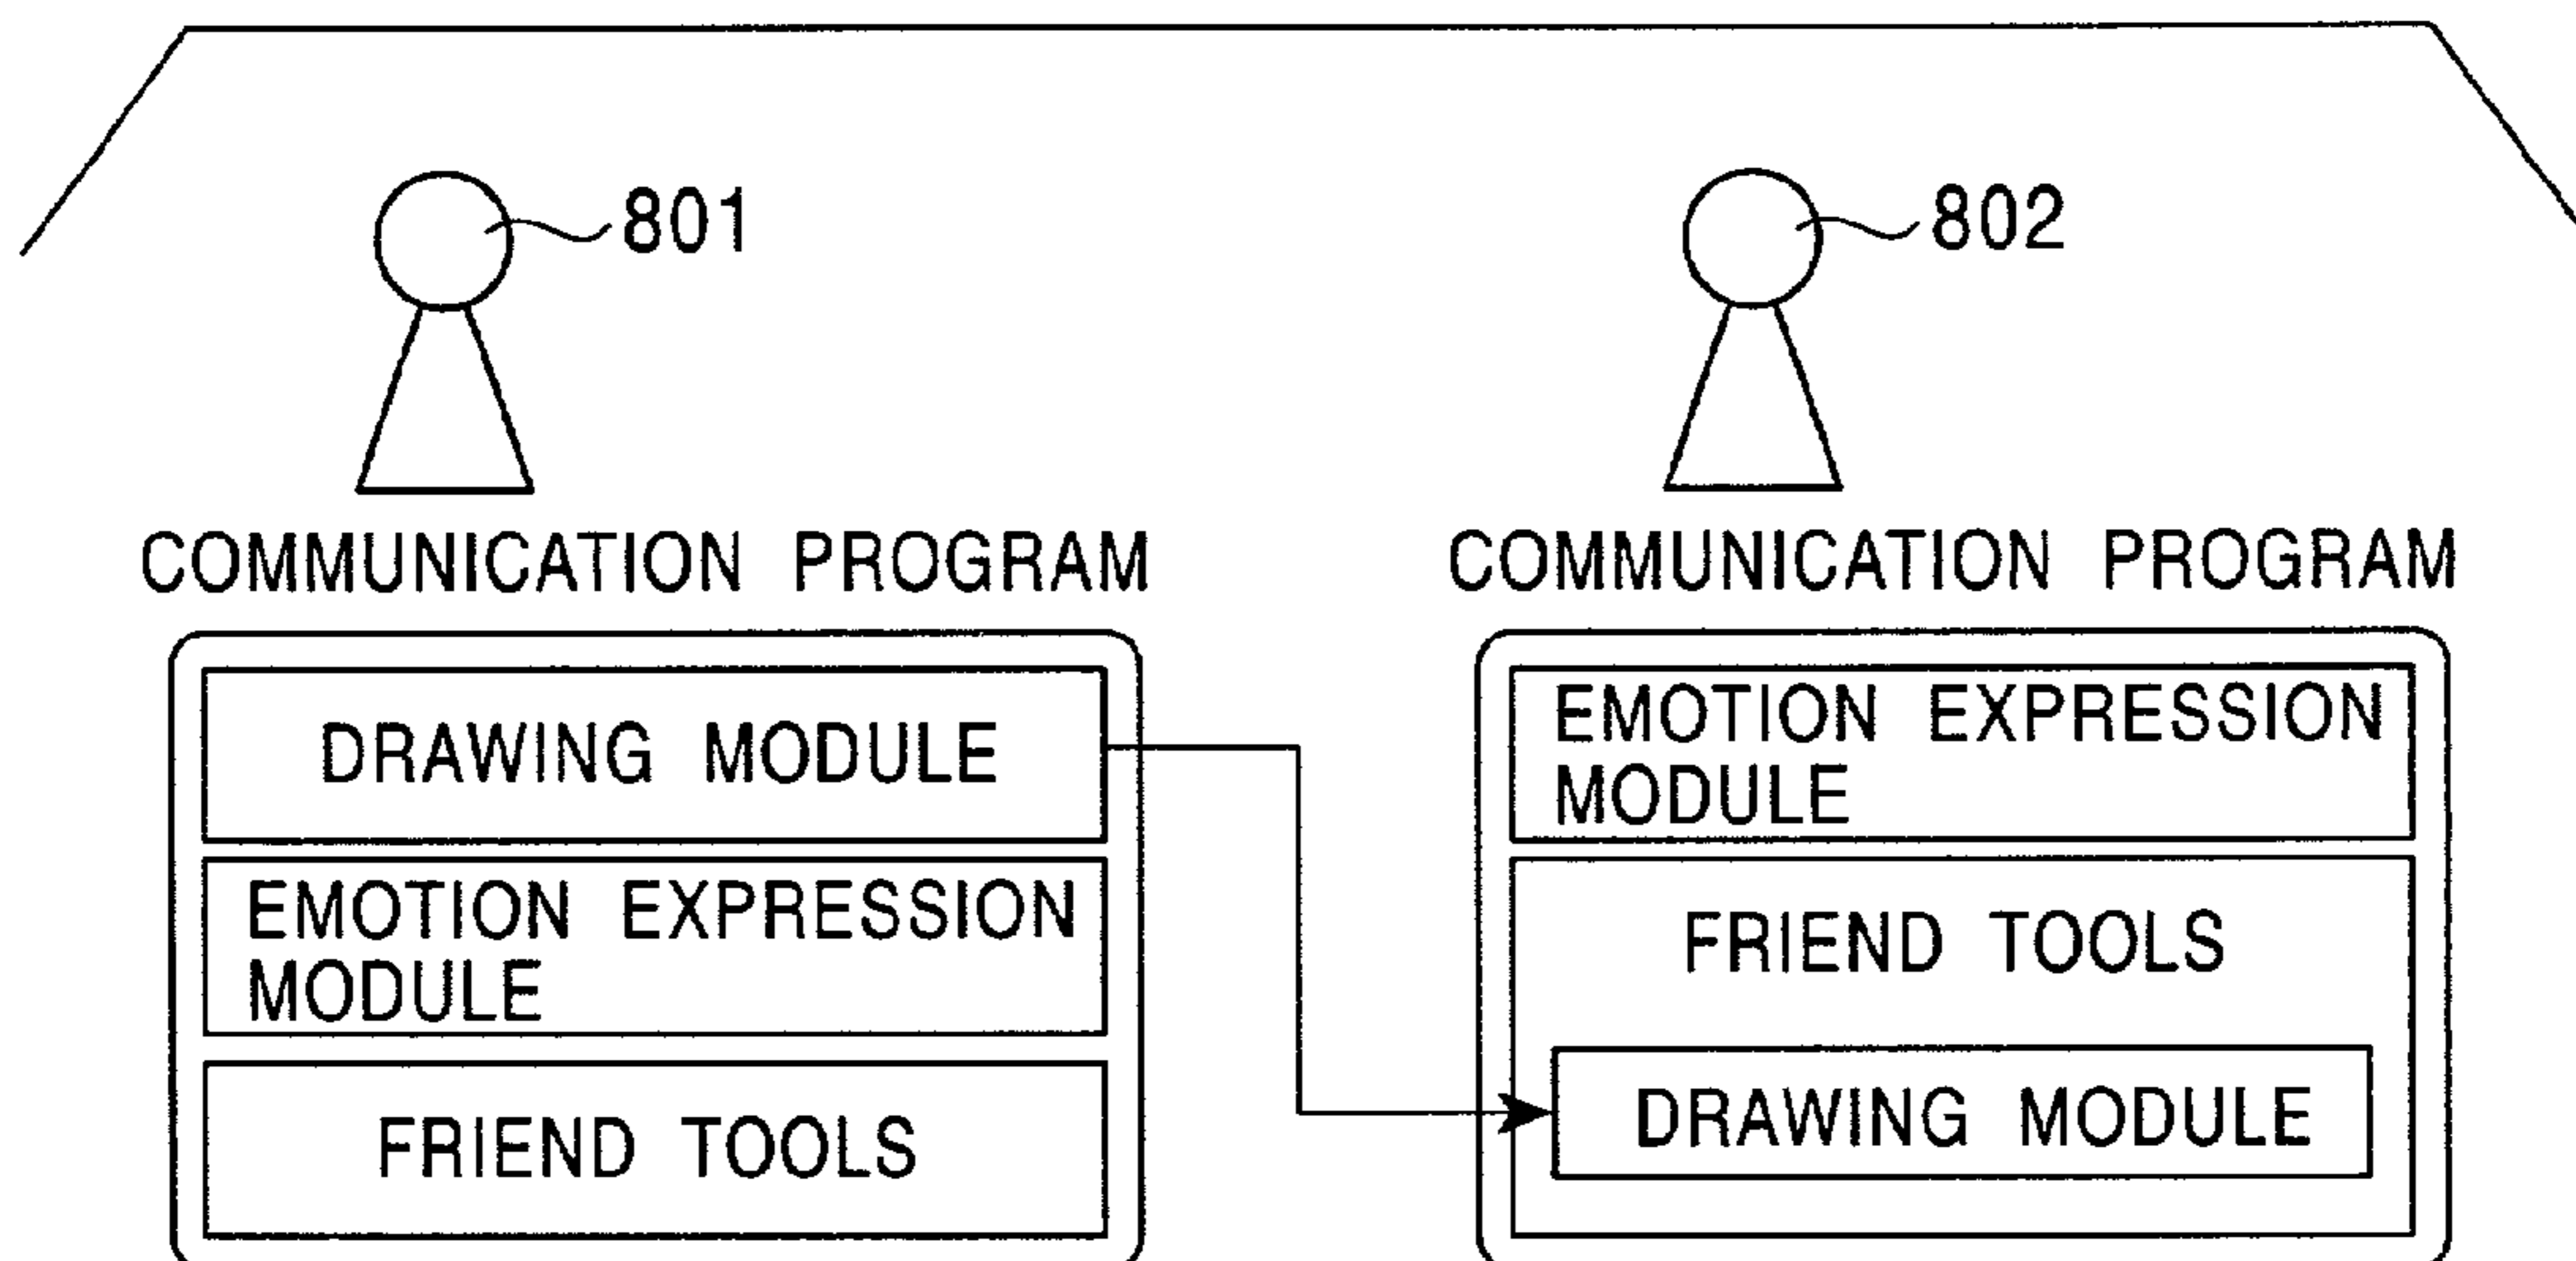 801
802
COMMUNICATION PROGRAM
DRAWING MODULE
EMOTION EXPRESSION
MODULE
FRIEND TOOLS
COMMUNICATION PROGRAM
EMOTION EXPRESSION
MODULE
FRIEND TOOLS
DRAWING MODULE